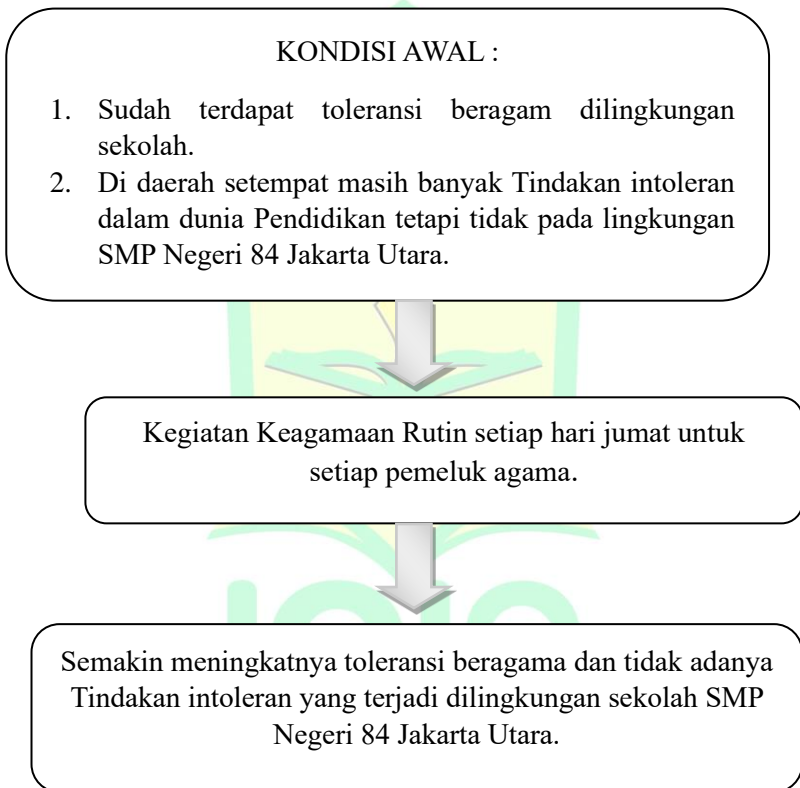 KONDISI AWAL :
1. Sudah terdapat toleransi beragam dilingkungan
sekolah.
2. Di daerah setempat masih banyak Tindakan intoleran
dalam dunia Pendidikan tetapi tidak pada lingkungan
SMP Negeri 84 Jakarta Utara.
Kegiatan Keagamaan Rutin setiap hari jumat untuk
setiap pemeluk agama.
Semakin meningkatnya toleransi beragama dan tidak adanya
Tindakan intoleran yang terjadi dilingkungan sekolah SMP
Negeri 84 Jakarta Utara.